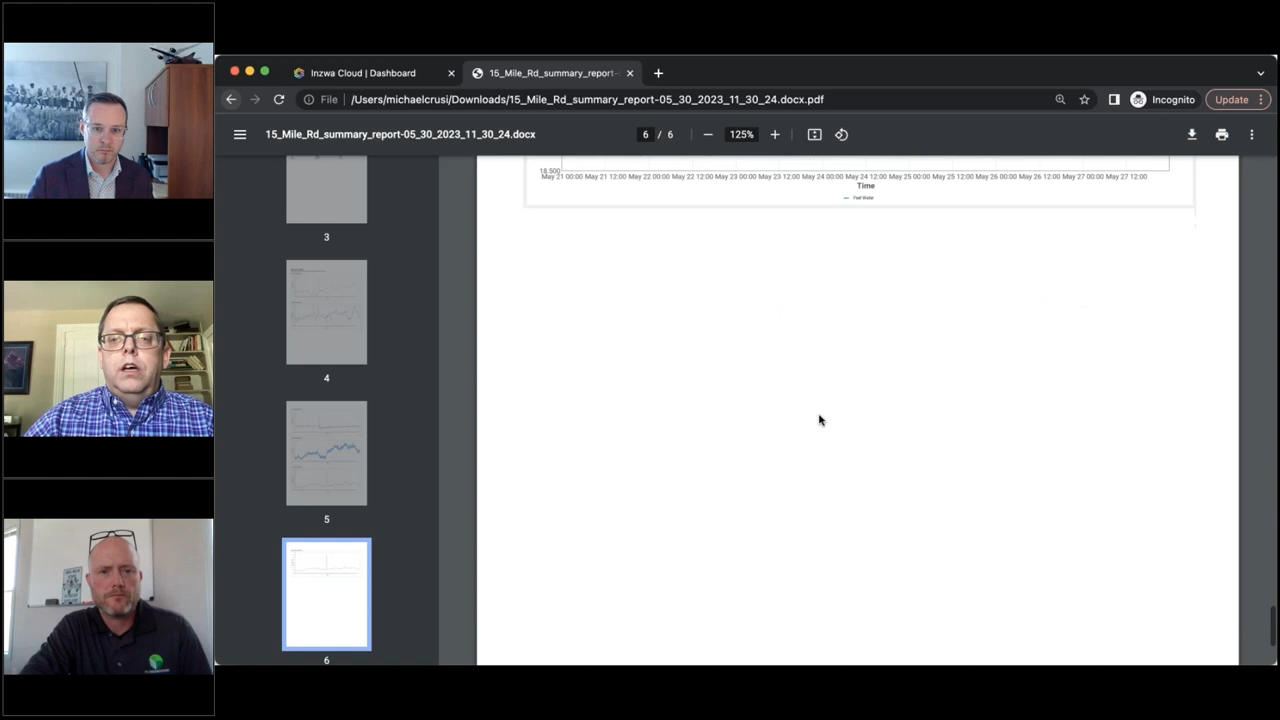 Inzwa Cloud | Dashboard
15_Mile_Rd_summary_report-
File
/Users/michaelcrusi/Downloads/15_Mile_Rd_summary_report-05_30_2023_11_30_24.docx.pdf
Incognito
Update
15_Mile_Rd_summary_report-05_30_2023_11_30_24.docx
6 / 6
125%
18.500
May 21 00:00 May 21 12:00 May 22 00:00 May 22 12:00 May 23 00:00 May 23 12:00 May 24 00:00 May 24 12:00 May 25 00:00 May 25 12:00 May 26 00:00 May 26 12:00 May 27 00:00 May 27 12:00
Time
3
4
5
6